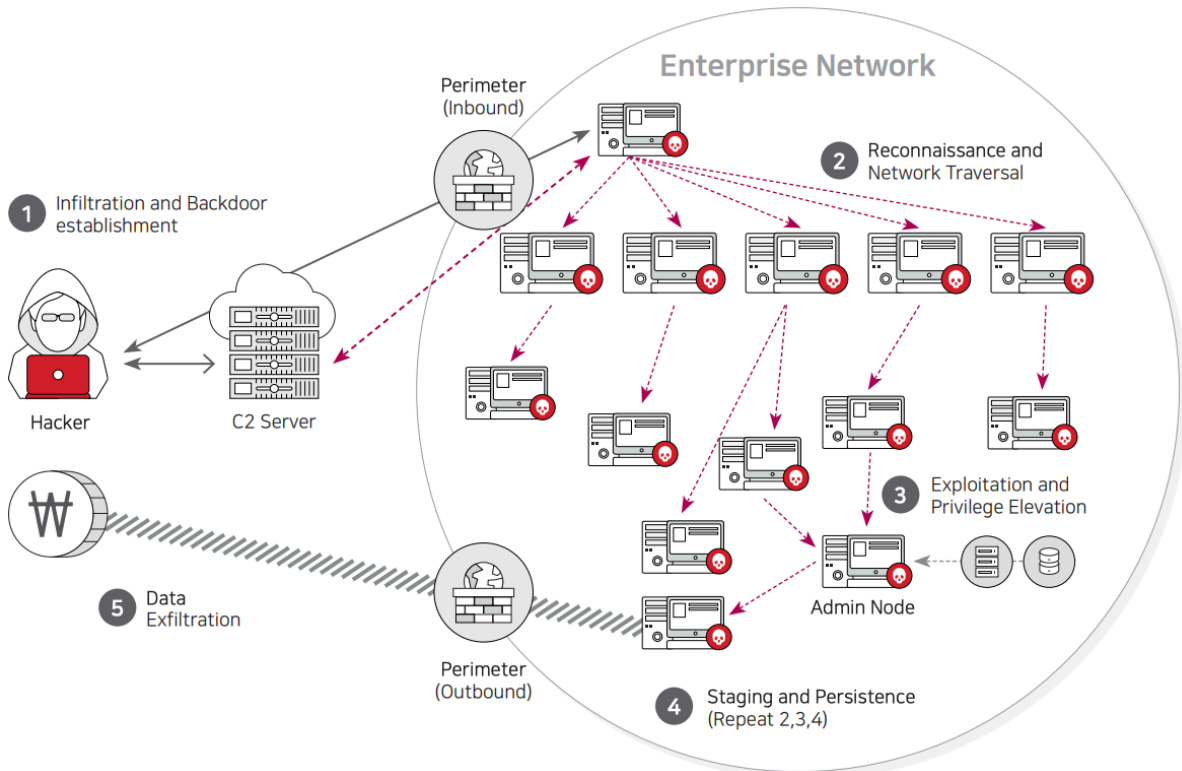 Enterprise Network
Perimeter
(Inbound)
2
Reconnaissance and
Network Traversal
1
Infiltration and Backdoor
establishment
Hacker
C2 Server
3
Exploitation and
Privilege Elevation
₩
Admin Node
5
Data
Exfiltration
Perimeter
(Outbound)
4
Staging and Persistence
(Repeat 2,3,4)